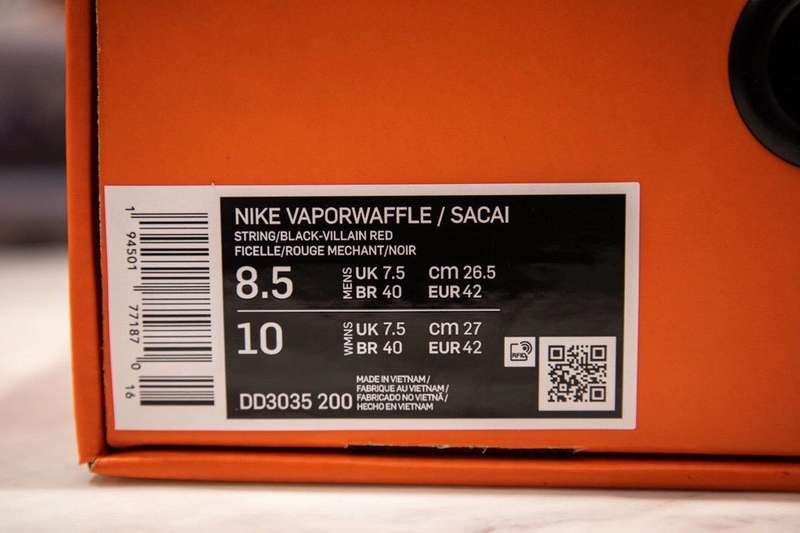 1 94501 77187 0 16
NIKE VAPORWAFFLE / SACAI
STRING/BLACK-VILLAIN RED
FICELLE/ROUGE MECHANT/NOIR
8.5 MENS UK 7.5 cm 26.5
BR 40 EUR 42
10 WMNS UK 7.5 cm 27
BR 40 EUR 42
RFID
DD3035 200
MADE IN VIETNAM /
FABRIQUE AU VIETNAM /
FABRICADO NO VIETNÃ /
HECHO EN VIETNAM